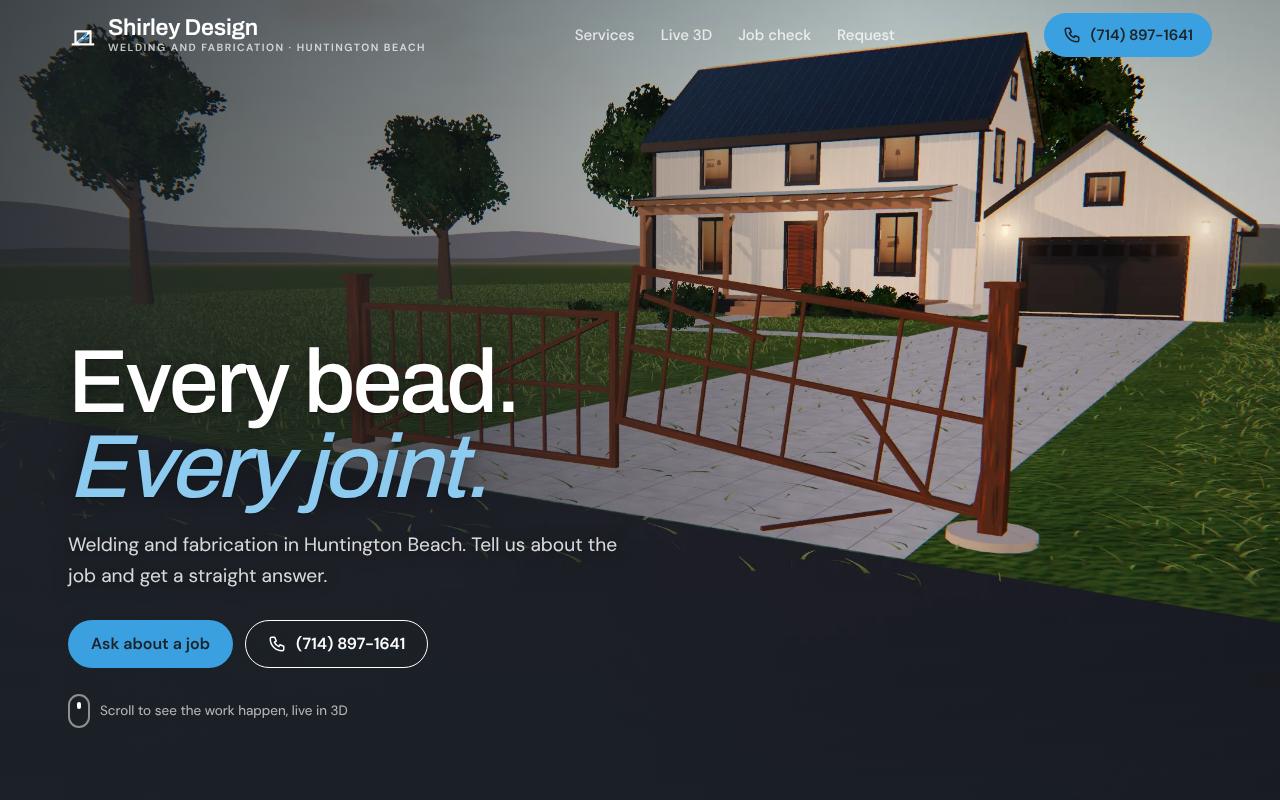 Shirley Design
WELDING AND FABRICATION · HUNTINGTON BEACH
Services
Live 3D
Job check
Request
(714) 897-1641
Every bead.
Every joint.
Welding and fabrication in Huntington Beach. Tell us about the
job and get a straight answer.
Ask about a job
(714) 897-1641
Scroll to see the work happen, live in 3D